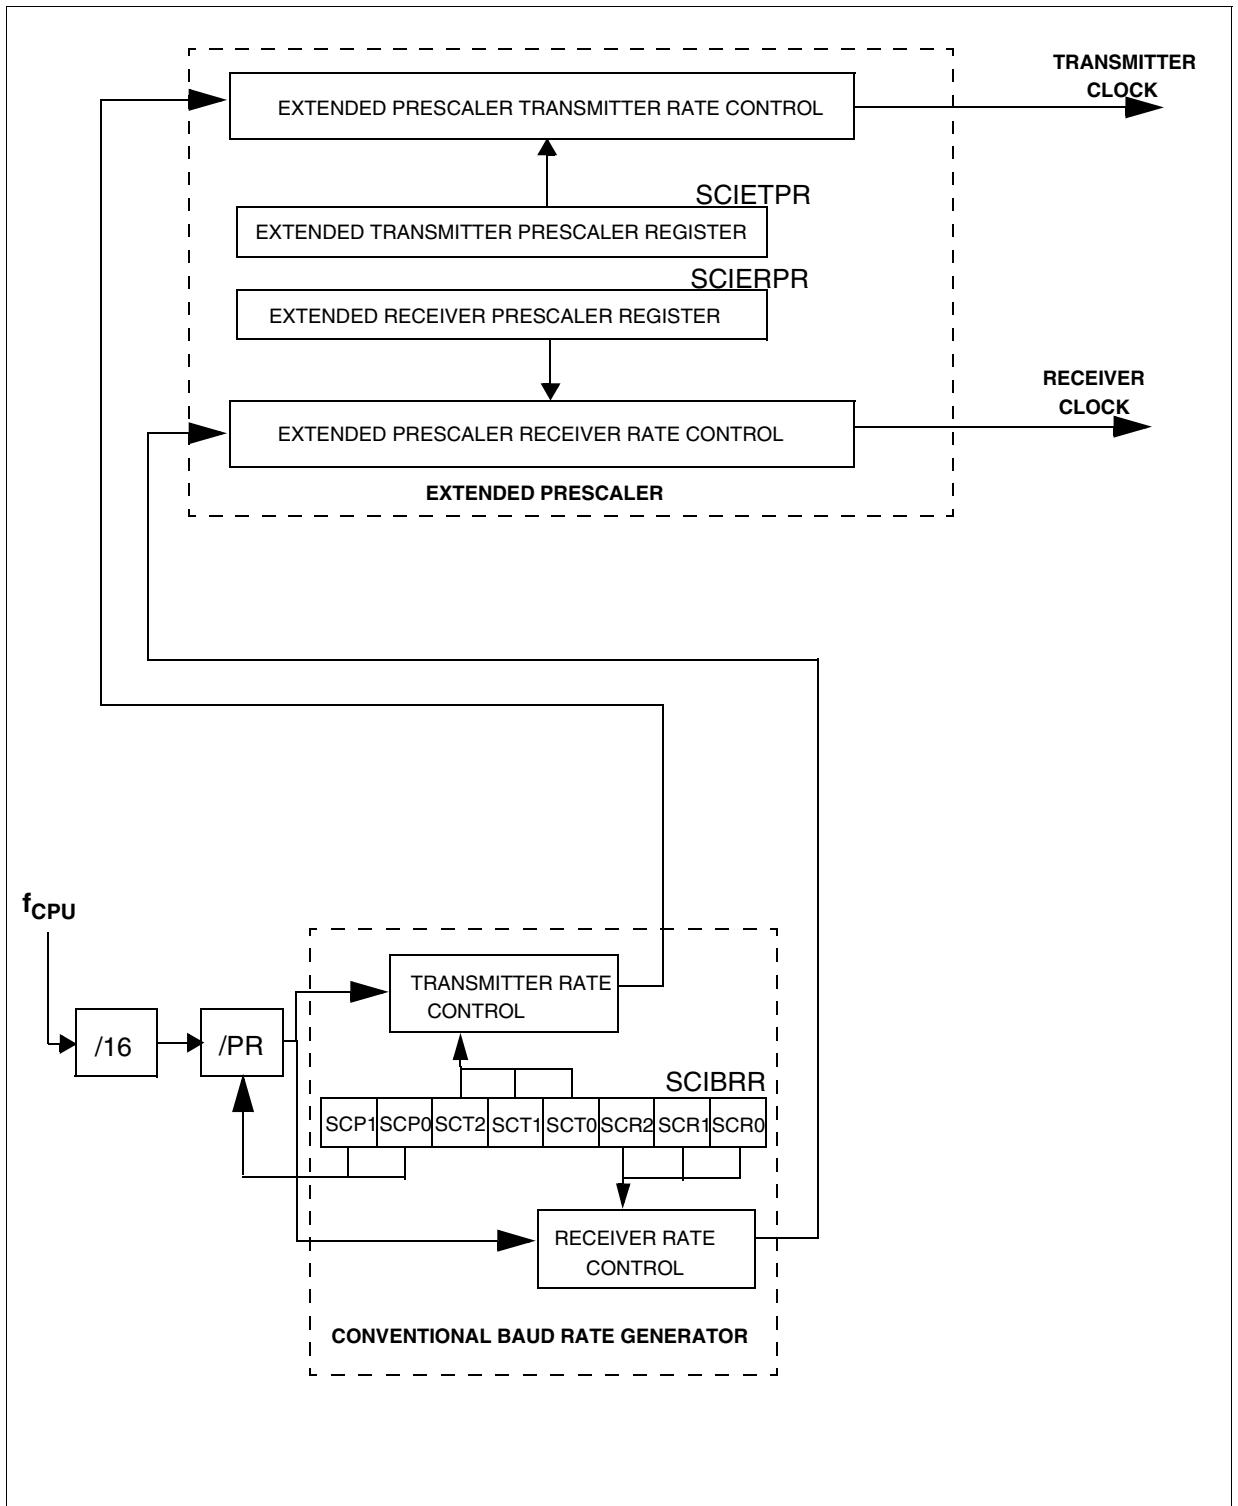 TRANSMITTER
CLOCK
EXTENDED PRESCALER TRANSMITTER RATE CONTROL
SCIETPR
EXTENDED TRANSMITTER PRESCALER REGISTER
SCIERPR
EXTENDED RECEIVER PRESCALER REGISTER
RECEIVER
CLOCK
EXTENDED PRESCALER RECEIVER RATE CONTROL
EXTENDED PRESCALER
fCPU
TRANSMITTER RATE
CONTROL
/16
/PR
SCIBRR
SCP1 SCP0 SCT2 SCT1 SCT0 SCR2 SCR1 SCR0
RECEIVER RATE
CONTROL
CONVENTIONAL BAUD RATE GENERATOR